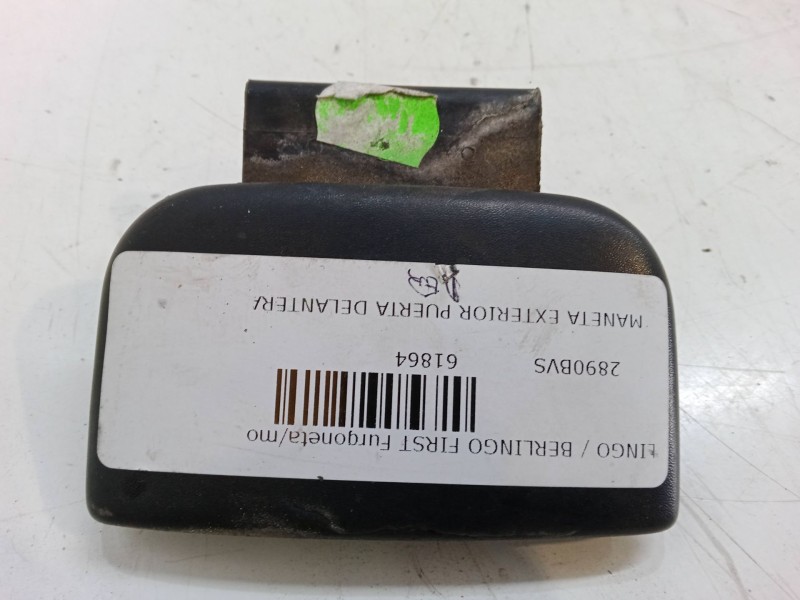 LINGO / BERLINGO FIRST Furgoneta/mo
61864
2890BVS
MANETA EXTERIOR PUERTA DELANTERA